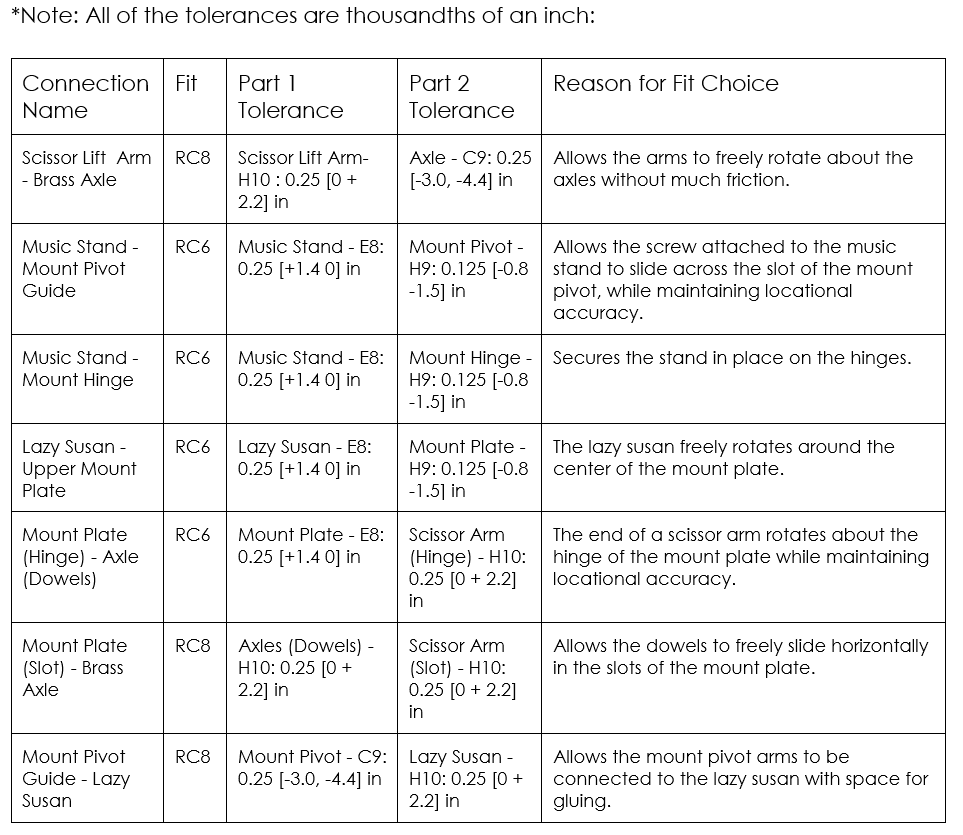 *Note: All of the tolerances are thousandths of an inch:
Connection Name
Fit
Part 1 Tolerance
Part 2 Tolerance
Reason for Fit Choice
Scissor Lift  Arm
- Brass Axle
RC8
Scissor Lift Arm-
H10 : 0.25 [0 +
2.2] in
Axle - C9: 0.25
[-3.0, -4.4] in
Allows the arms to freely rotate about the
axles without much friction.
Music Stand -
Mount Pivot
Guide
RC6
Music Stand - E8:
0.25 [+1.4 0] in
Mount Pivot -
H9: 0.125 [-0.8
-1.5] in
Allows the screw attached to the music
stand to slide across the slot of the mount
pivot, while maintaining locational
accuracy.
Music Stand -
Mount Hinge
RC6
Music Stand - E8:
0.25 [+1.4 0] in
Mount Hinge -
H9: 0.125 [-0.8
-1.5] in
Secures the stand in place on the hinges.
Lazy Susan -
Upper Mount
Plate
RC6
Lazy Susan - E8:
0.25 [+1.4 0] in
Mount Plate -
H9: 0.125 [-0.8
-1.5] in
The lazy susan freely rotates around the
center of the mount plate.
Mount Plate
(Hinge) - Axle
(Dowels)
RC6
Mount Plate - E8:
0.25 [+1.4 0] in
Scissor Arm
(Hinge) - H10:
0.25 [0 + 2.2]
in
The end of a scissor arm rotates about the
hinge of the mount plate while maintaining
locational accuracy.
Mount Plate
(Slot) - Brass
Axle
RC8
Axles (Dowels) -
H10: 0.25 [0 +
2.2] in
Scissor Arm
(Slot) - H10:
0.25 [0 + 2.2]
in
Allows the dowels to freely slide horizontally
in the slots of the mount plate.
Mount Pivot
Guide - Lazy
Susan
RC8
Mount Pivot - C9:
0.25 [-3.0, -4.4] in
Lazy Susan -
H10: 0.25 [0 +
2.2] in
Allows the mount pivot arms to be
connected to the lazy susan with space for
gluing.